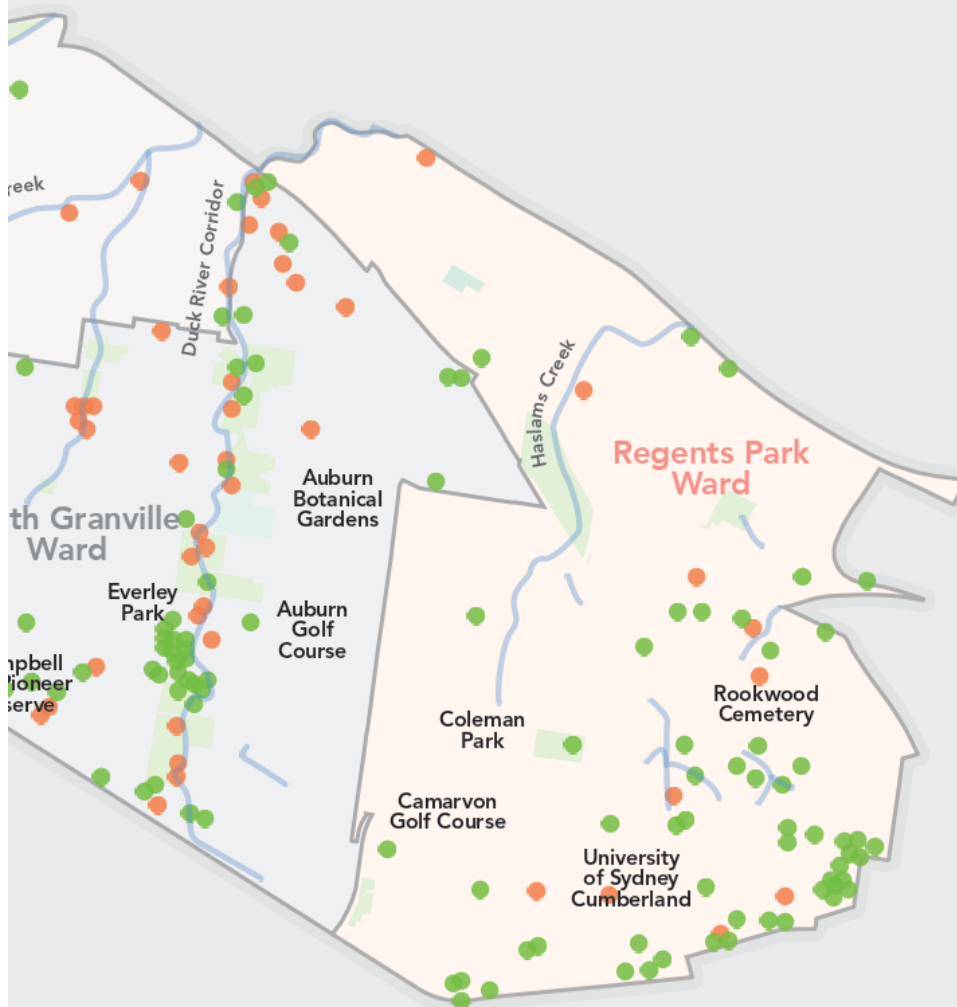 reek
Duck River Corridor
Haslams Creek
Regents Park
Ward
Auburn
Botanical
Gardens
th Granville
Ward
Everley
Park
Auburn
Golf
Course
mpbell
Pioneer
serve
Rookwood
Cemetery
Coleman
Park
Camarvon
Golf Course
University
of Sydney
Cumberland